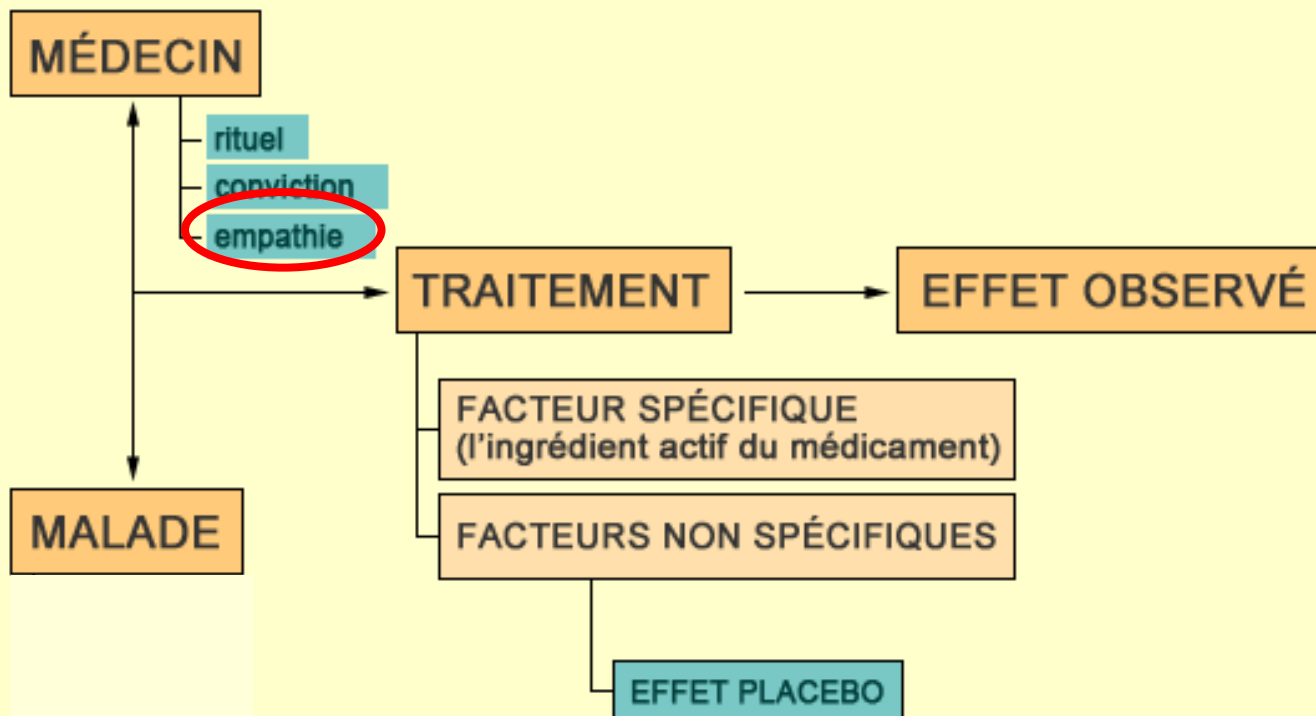 MÉDECIN
rituel
conviction
empathie
TRAITEMENT
EFFET OBSERVÉ
FACTEUR SPÉCIFIQUE
(l'ingrédient actif du médicament)
MALADE
FACTEURS NON SPÉCIFIQUES
EFFET PLACEBO